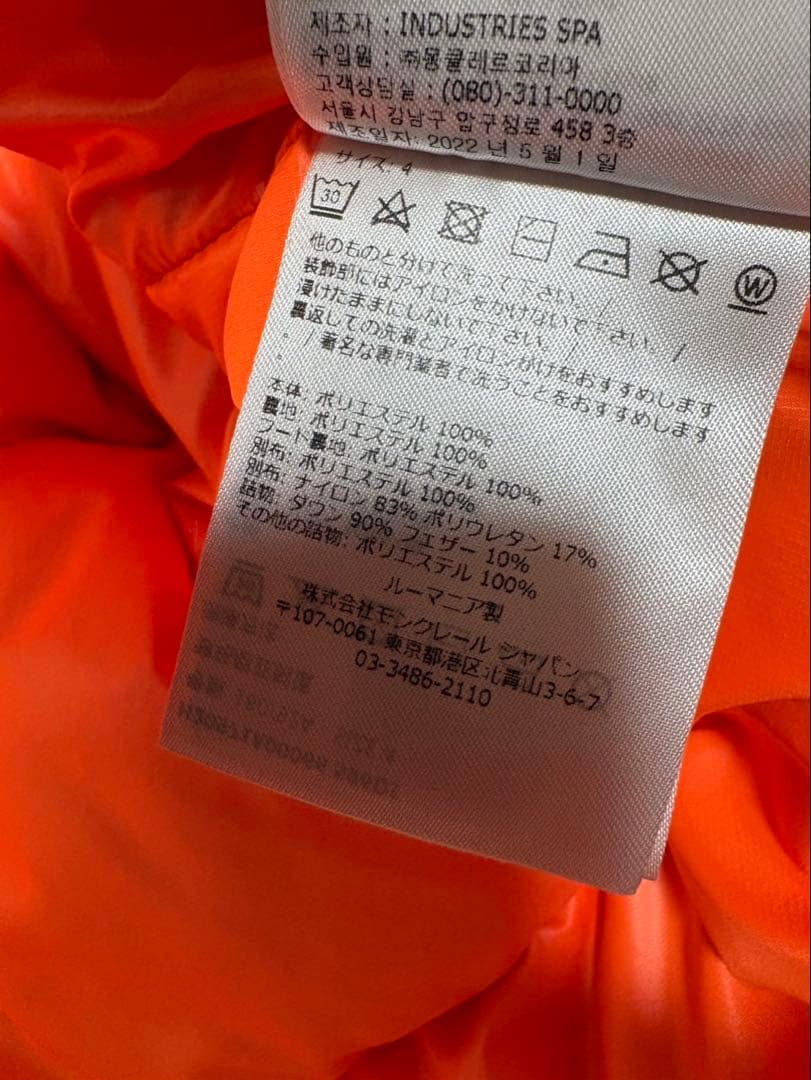 제조자 : INDUSTRIES SPA
수입원 : ㈜몽클레르코리아
고객상담실 : (080)-311-0000
서울시 강남구 압구정로 458 3층
제조일자: 2022 년 5 월 1 일
サイズ: 4
30
W
他のものと分けて洗って下さい。 /
装飾部にはアイロンをかけないで下さい。 /
濡けたままにしないで下さい。 /
裏返しての洗濯とアイロンがけをおすすめします
。 / 著名な専門業者で洗うことをおすすめします
。
本体: ポリエステル 100%
裏地: ポリエステル 100%
フード裏地: ポリエステル 100%
別布: ポリエステル 100%
別布: ナイロン 83% ポリウレタン 17%
詰物: ダウン 90% フェザー 10%
その他の詰物: ポリエステル 100%
ルーマニア製
株式会社モンクレール ジャパン
〒107-0061 東京都港区北青山3-6-7
03-3486-2110